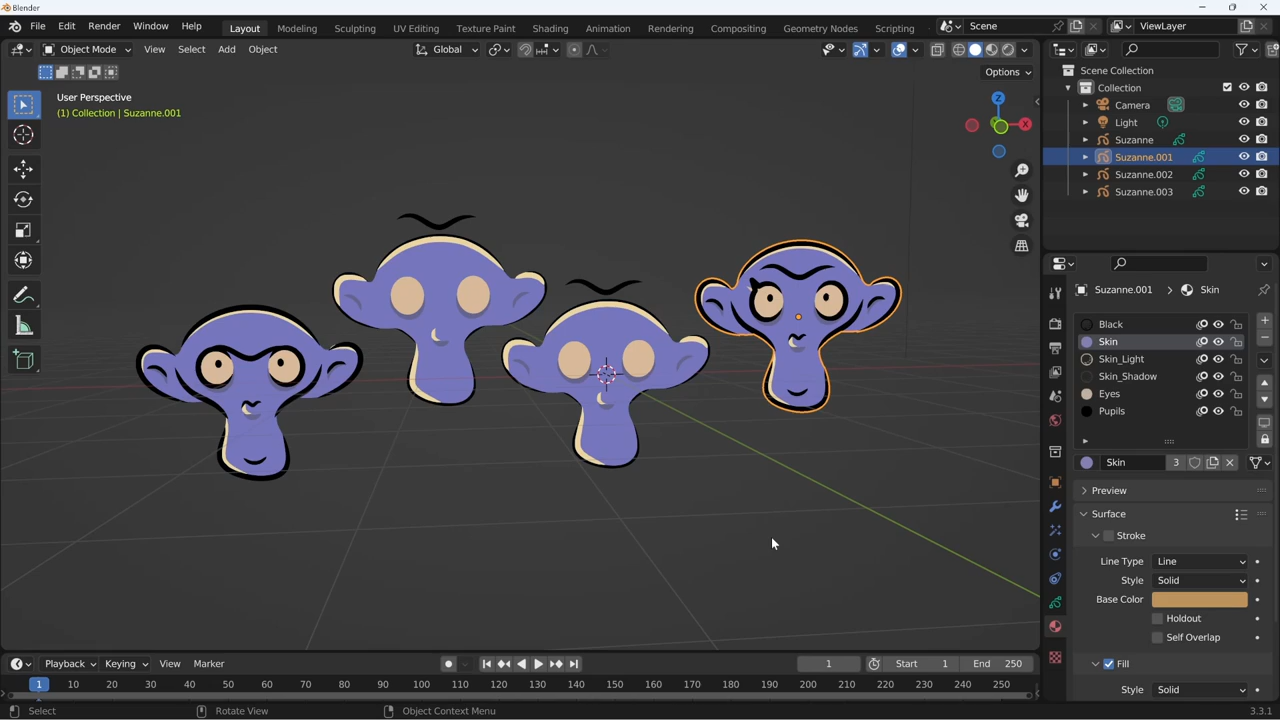 Blender
File Edit Render Window Help Layout Modeling Sculpting UV Editing Texture Paint Shading Animation Rendering Compositing Geometry Nodes Scripting Scene ViewLayer
Object Mode View Select Add Object Global
Options
User Perspective
(1) Collection | Suzanne.001
Z
X
Scene Collection
Collection
Camera
Light
Suzanne
Suzanne.001
Suzanne.002
Suzanne.003
Suzanne.001 > Skin
Black
Skin
Skin_Light
Skin_Shadow
Eyes
Pupils
Skin 3
Preview
Surface
Stroke
Line Type Line
Style Solid
Base Color
Holdout
Self Overlap
Fill
Style Solid
Playback Keying View Marker 1 Start 1 End 250
1 10 20 30 40 50 60 70 80 90 100 110 120 130 140 150 160 170 180 190 200 210 220 230 240 250
Select Rotate View Object Context Menu 3.3.1